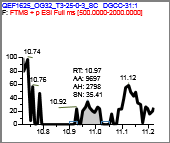 QEF1625_OG32_T3-25-0-3_SC DGCO-31:1
F: FTMS + p ESI Full ms [500.0000-2000.0000]
10.74
100
10.76
80
60
40
20
0
10.92
RT: 10.97
AA: 9697
AH: 2798
SN: 35.41
11.12
10.8
10.9
11.0
11.1
11.2